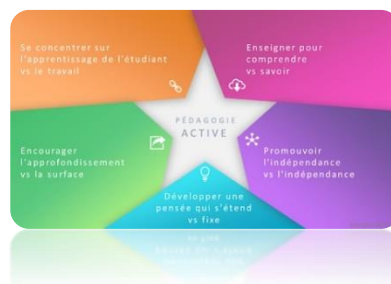 Se concentrer sur
l'apprentissage de l'étudiant
vs le travail
Enseigner pour
comprendre
vs savoir
PÉDAGOGIE
ACTIVE
Encourager
l'approfondissement
vs la surface
Promouvoir
l'indépendance
vs l'indépendance
Développer une
pensée qui s'étend
vs fixe